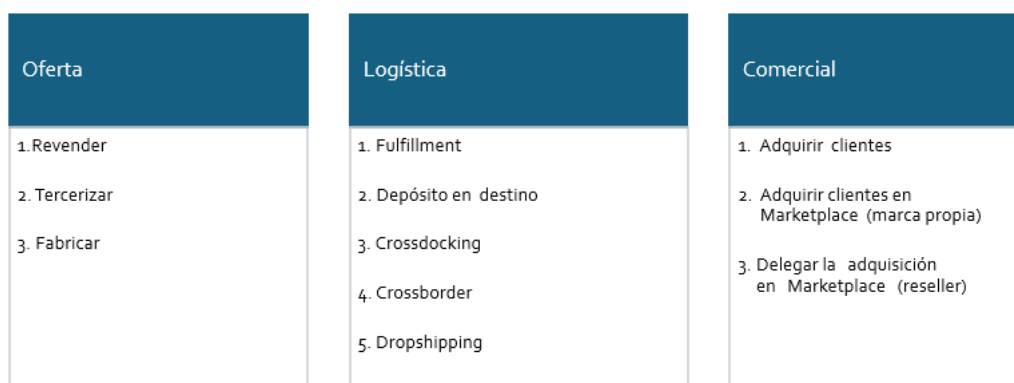 Oferta
1.Revender
2. Tercerizar
3. Fabricar
Logística
1. Fulfillment
2. Depósito en destino
3. Crossdocking
4. Crossborder
5. Dropshipping
Comercial
1. Adquirir clientes
2. Adquirir clientes en
Marketplace (marca propia)
3. Delegar la adquisición
en Marketplace (reseller)